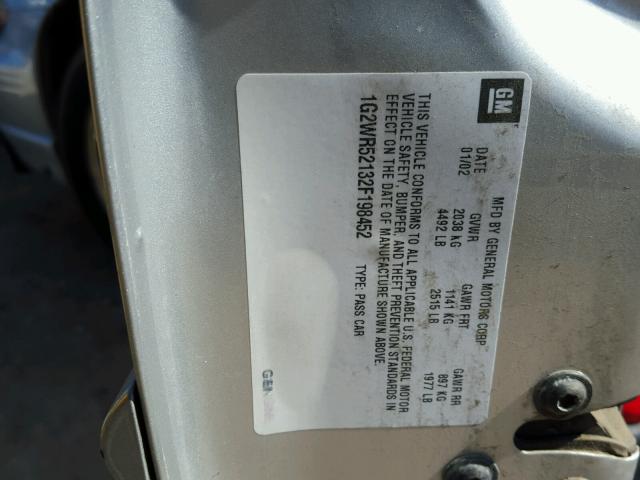 GM
MFD BY GENERAL MOTORS CORP
DATE GVWR GAWR FRT GAWR RR
01/02 2038 KG 1141 KG 897 KG
4492 LB 2515 LB 1977 LB
THIS VEHICLE CONFORMS TO ALL APPLICABLE U.S. FEDERAL MOTOR
VEHICLE SAFETY, BUMPER, AND THEFT PREVENTION STANDARDS IN
EFFECT ON THE DATE OF MANUFACTURE SHOWN ABOVE.
1G2WR52132F198452 TYPE: PASS CAR